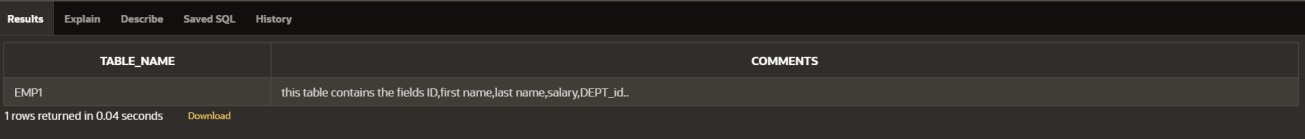 Results Explain Describe Saved SQL History
TABLE_NAME COMMENTS
EMP1 this table contains the fields ID,first name,last name,salary,DEPT_id..
1 rows returned in 0.04 seconds Download